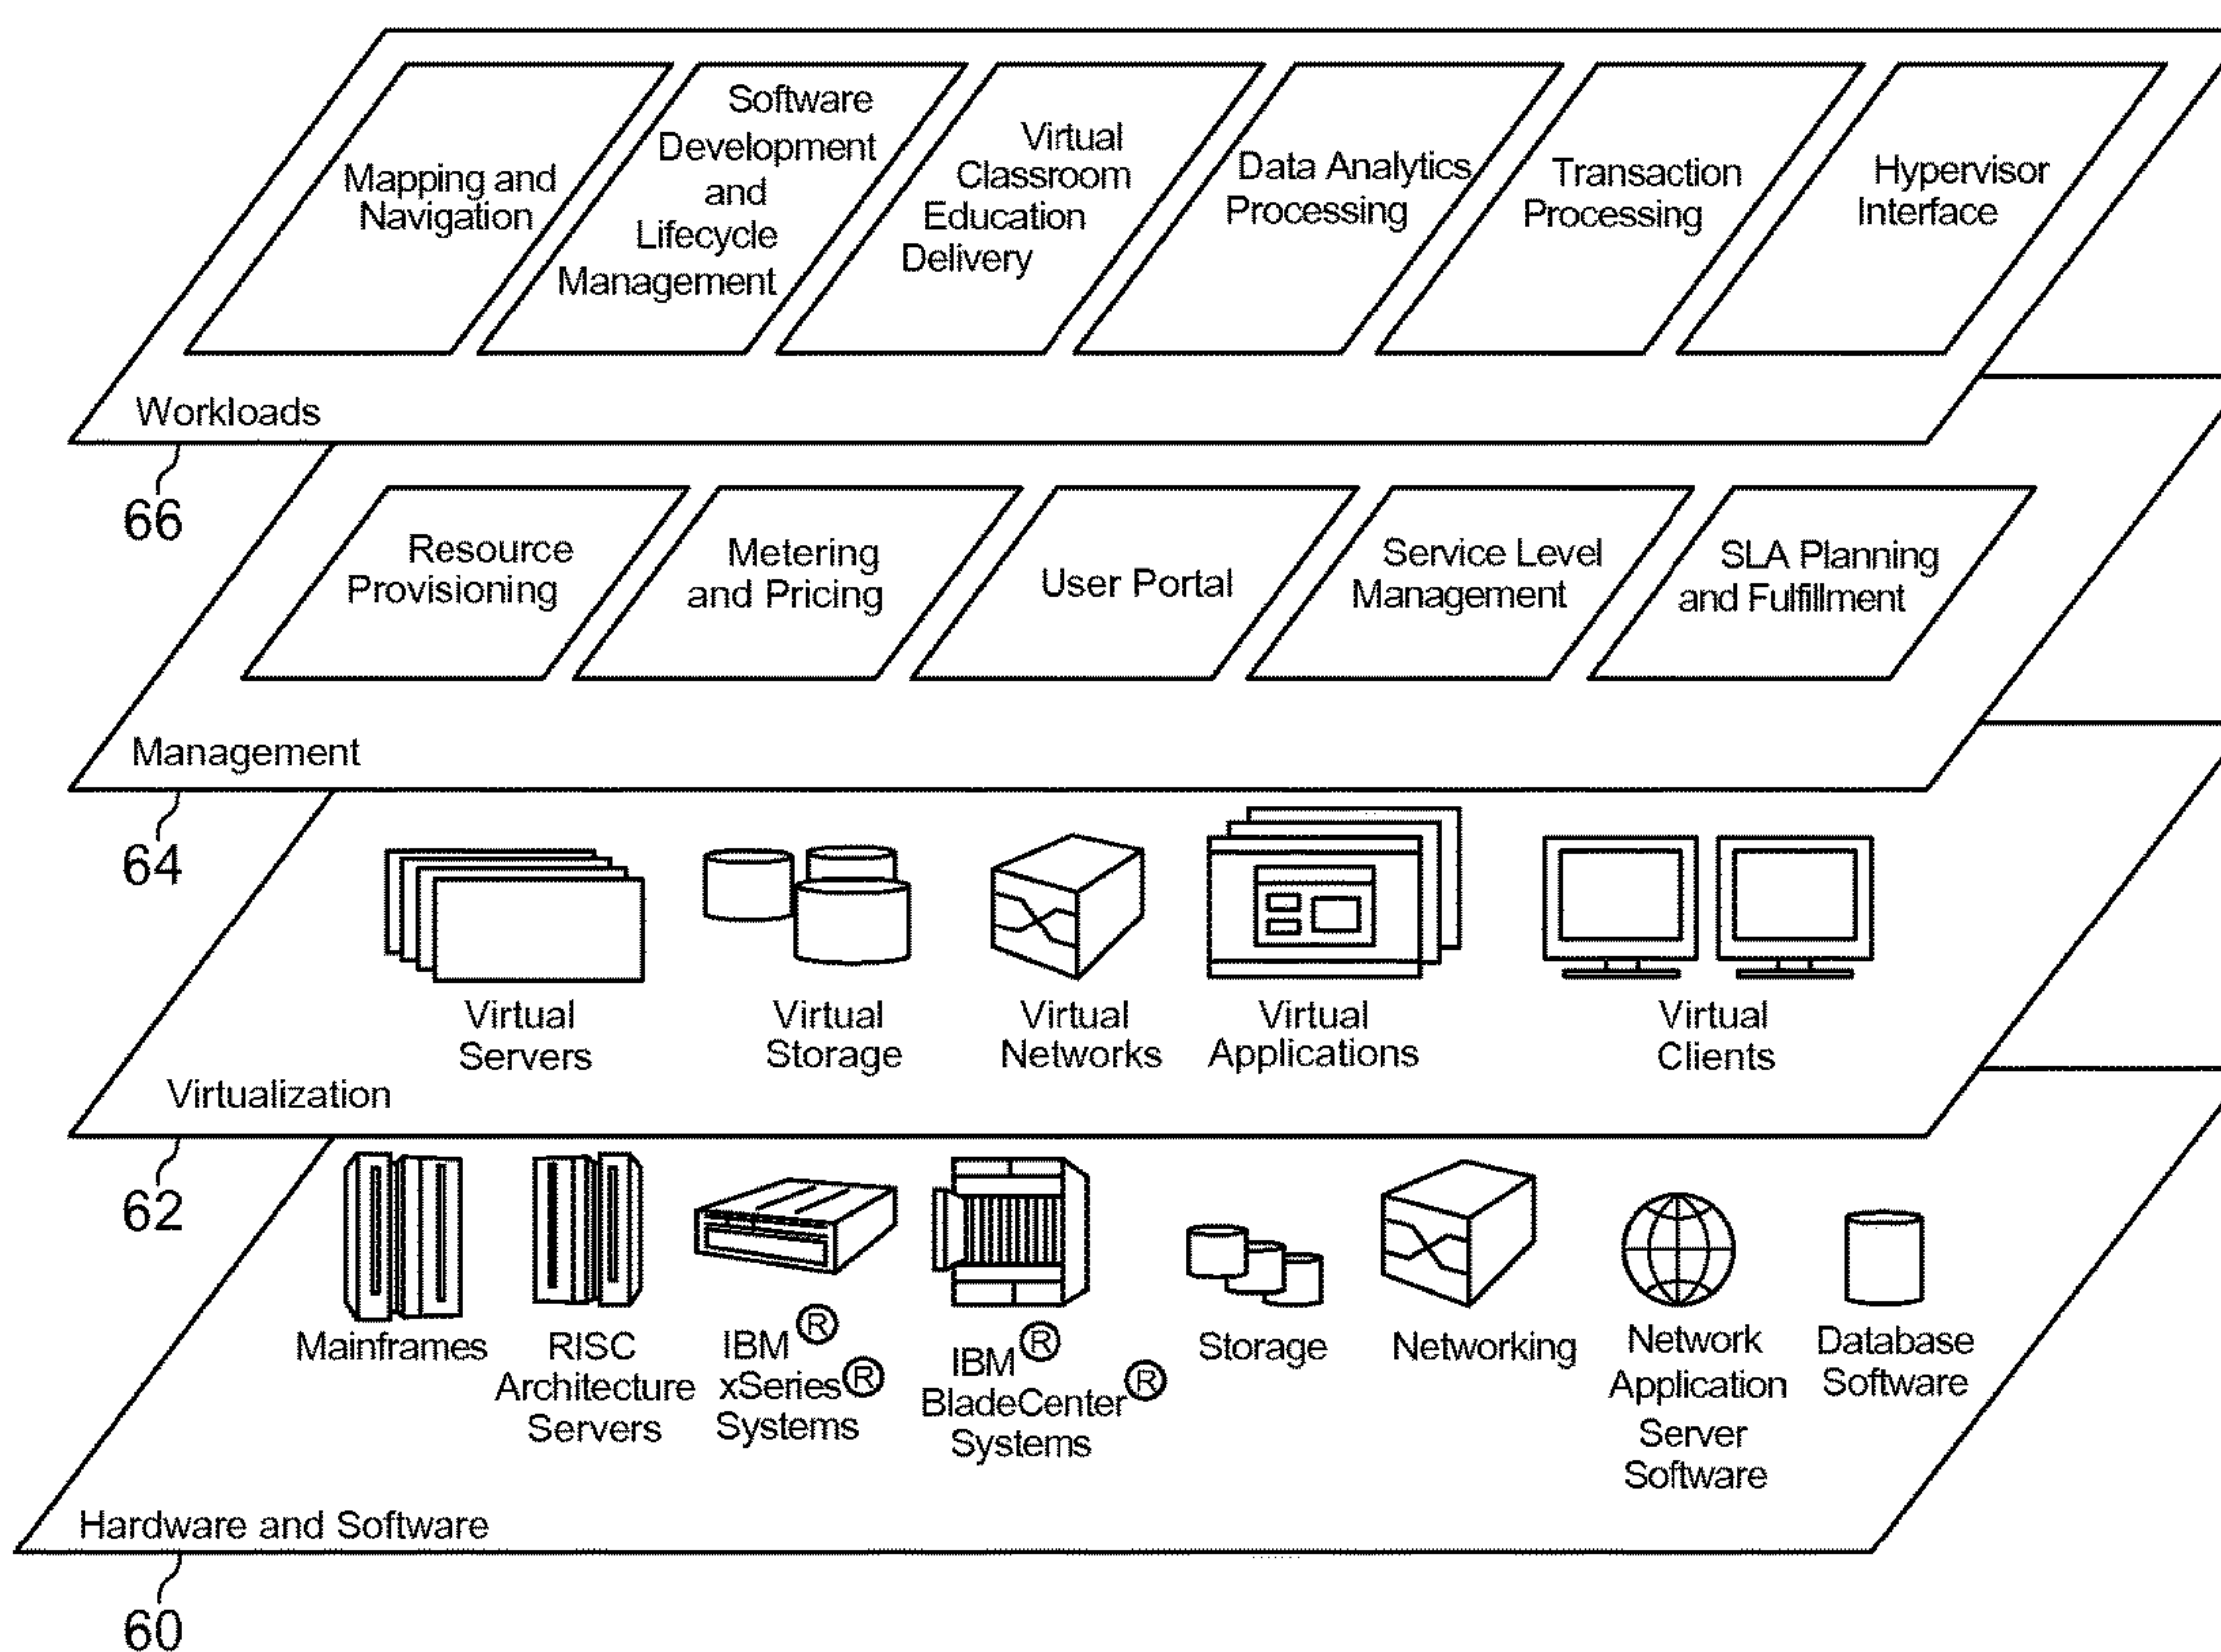 Mapping and
Navigation
Software
Development
and
Lifecycle
Management
Virtual
Classroom
Education
Delivery
Data Analytics
Processing
Transaction
Processing
Hypervisor
Interface
Workloads
66
Resource
Provisioning
Metering
and Pricing
User Portal
Service Level
Management
SLA Planning
and Fulfillment
Management
64
Virtual
Servers
Virtual
Storage
Virtual
Networks
Virtual
Applications
Virtual
Clients
Virtualization
62
Mainframes
RISC
Architecture
Servers
IBM®
xSeries®
Systems
IBM®
BladeCenter®
Systems
Storage
Networking
Network
Application
Server
Software
Database
Software
Hardware and Software
60